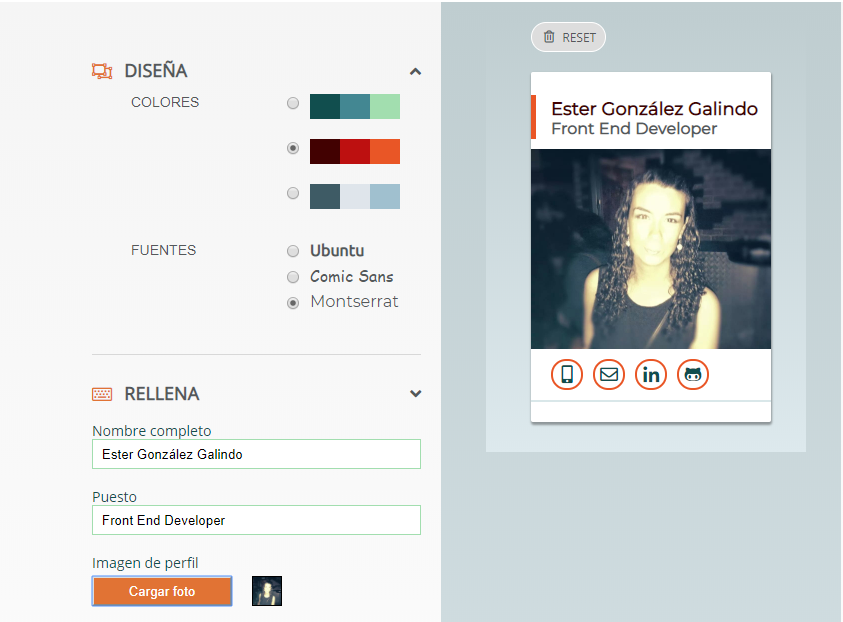 DISEÑA
COLORES
FUENTES
Ubuntu
Comic Sans
Montserrat
RELLENA
Nombre completo
Ester González Galindo
Puesto
Front End Developer
Imagen de perfil
Cargar foto
RESET
Ester González Galindo
Front End Developer
in